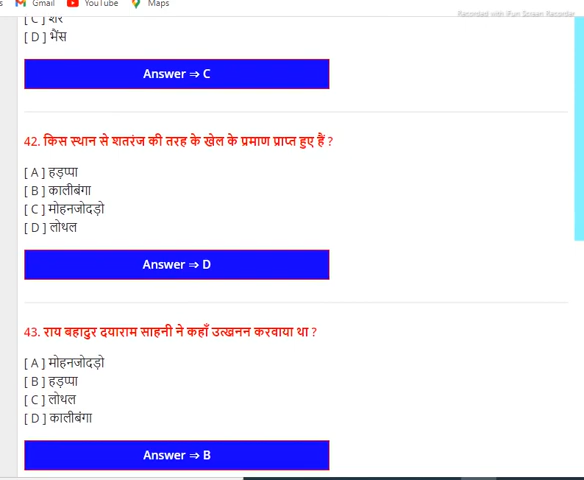 Gmail YouTube Maps
Recorded with iFun Screen Recorder
[ C ] शेर
[ D ] भैंस
Answer ⇒ C
42. किस स्थान से शतरंज की तरह के खेल के प्रमाण प्राप्त हुए हैं ?
[ A ] हड़प्पा
[ B ] कालीबंगा
[ C ] मोहनजोदड़ो
[ D ] लोथल
Answer ⇒ D
43. राय बहादुर दयाराम साहनी ने कहाँ उत्खनन करवाया था ?
[ A ] मोहनजोदड़ो
[ B ] हड़प्पा
[ C ] लोथल
[ D ] कालीबंगा
Answer ⇒ B